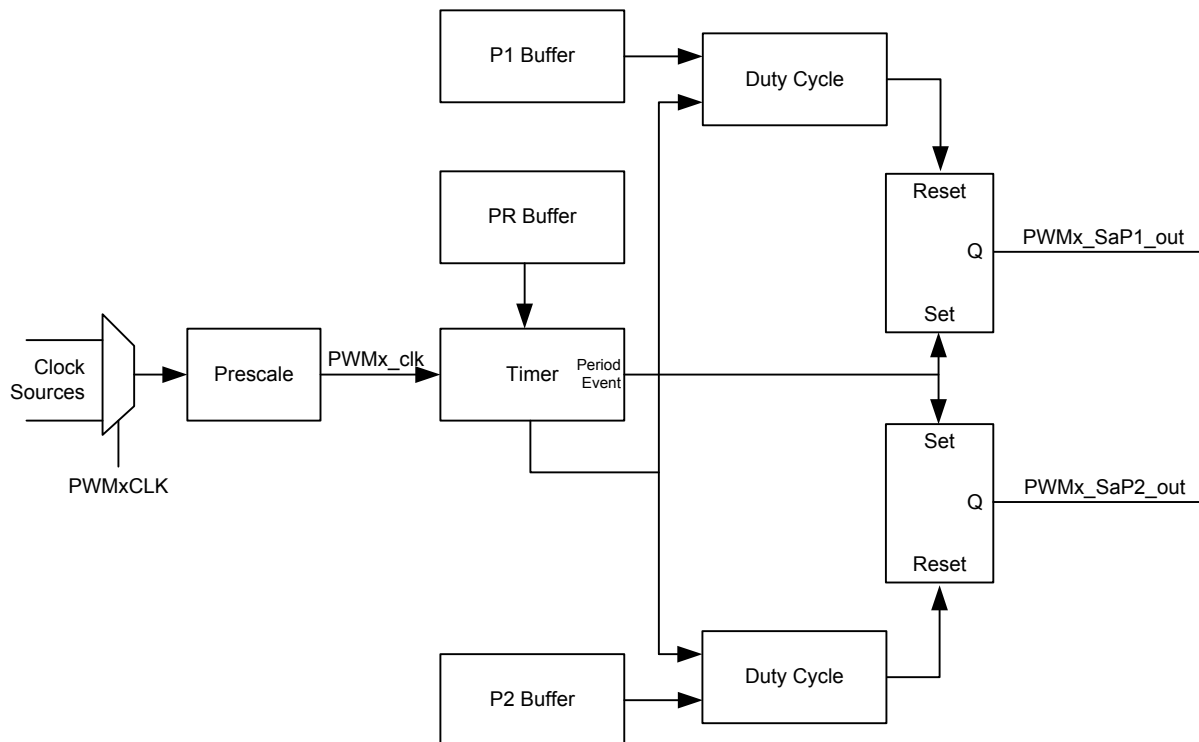 P1 Buffer
Duty Cycle
PR Buffer
Reset
Q
Set
PWMx_SaP1_out
Clock
Sources
PWMxCLK
Prescale
PWMx_clk
Timer
Period
Event
Set
Q
Reset
PWMx_SaP2_out
P2 Buffer
Duty Cycle